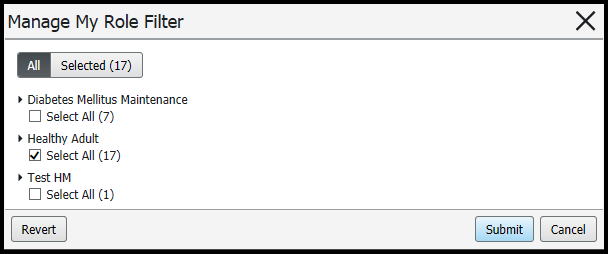 Manage My Role Filter
All Selected (17)
Diabetes Mellitus Maintenance
Select All (7)
Healthy Adult
Select All (17)
Test HM
Select All (1)
Revert Submit Cancel